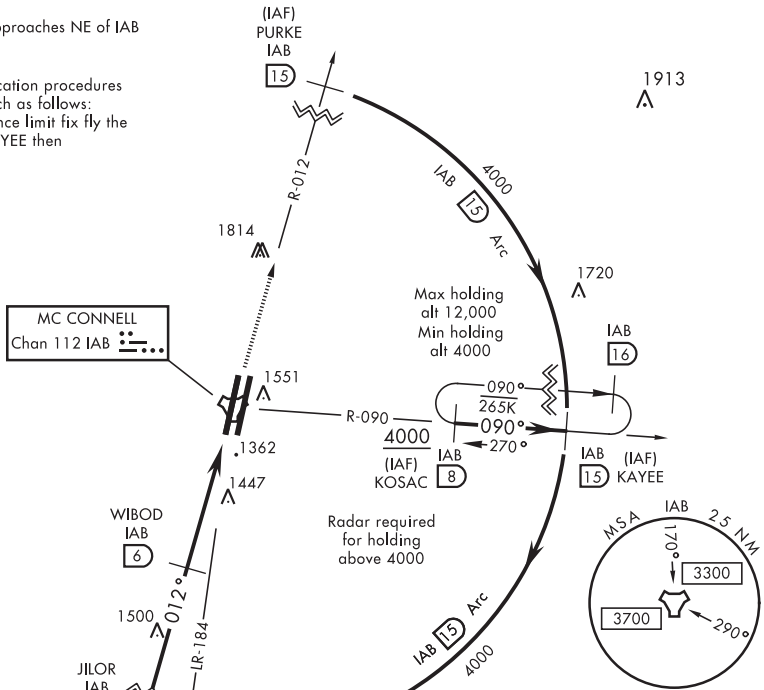 proaches NE of IAB
cation procedures
ch as follows:
nce limit fix fly the
YEE then
(IAF)
PURKE
IAB
15
1913
R-012
4000
IAB 15 Arc
1814
1720
Max holding
alt 12,000
Min holding
alt 4000
MC CONNELL
Chan 112 IAB
IAB
16
1551
090°
265K
R-090
090°
270°
4000
(IAF)
KOSAC
IAB
8
IAB
15
(IAF)
KAYEE
1362
1447
Radar required
for holding
above 4000
WIBOD
IAB
6
MSA IAB 25 NM
170°
3300
3700
290°
012°
1500
LR-184
IAB 15 Arc
4000
JILOR
IAB